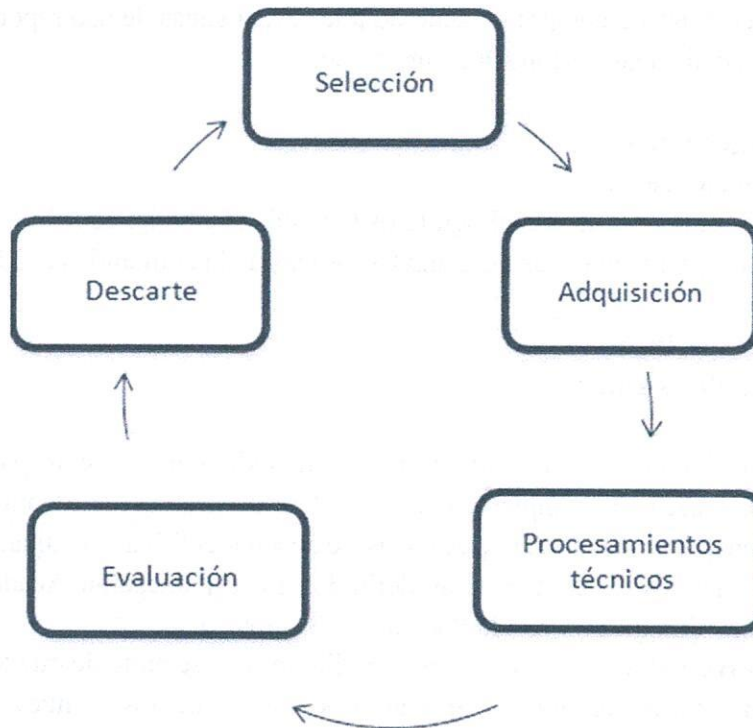 Selección
Adquisición
Procesamientos
técnicos
Evaluación
Descarte